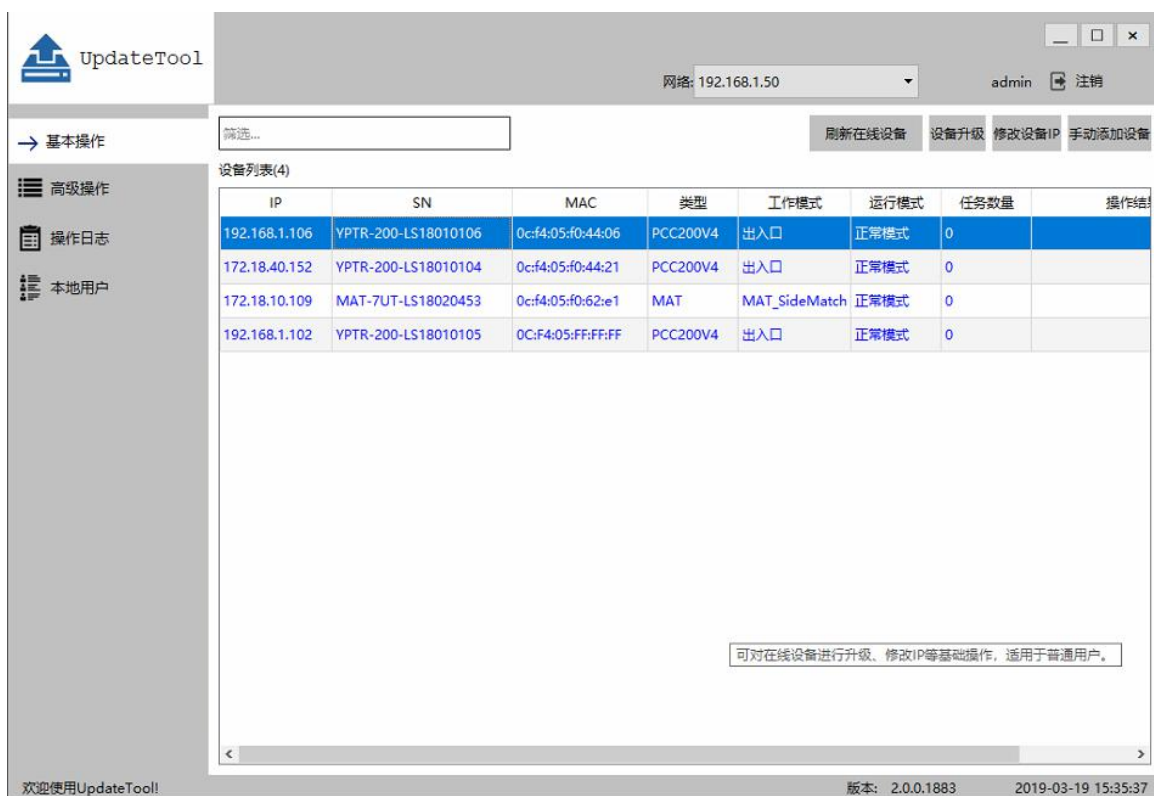 UpdateTool
网络: 192.168.1.50
admin 注销
基本操作
高级操作
操作日志
本地用户
筛选...
刷新在线设备 设备升级 修改设备IP 手动添加设备
设备列表(4)
IP SN MAC 类型 工作模式 运行模式 任务数量 操作结
192.168.1.106 YPTR-200-LS18010106 0c:f4:05:f0:44:06 PCC200V4 出入口 正常模式 0
172.18.40.152 YPTR-200-LS18010104 0c:f4:05:f0:44:21 PCC200V4 出入口 正常模式 0
172.18.10.109 MAT-7UT-LS18020453 0c:f4:05:f0:62:e1 MAT MAT_SideMatch 正常模式 0
192.168.1.102 YPTR-200-LS18010105 0C:F4:05:FF:FF:FF PCC200V4 出入口 正常模式 0
可对在线设备进行升级、修改IP等基础操作，适用于普通用户。
欢迎使用UpdateTool!
版本: 2.0.0.1883 2019-03-19 15:35:37